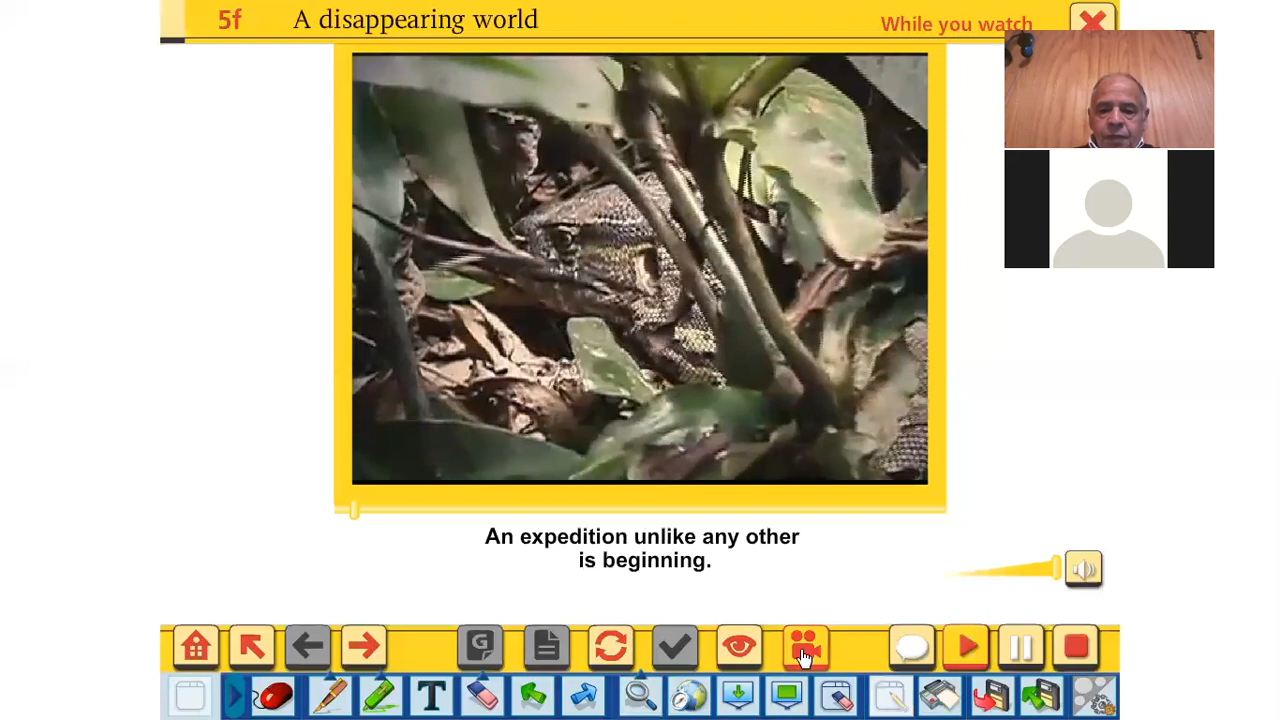 5f
A disappearing world
While you watch
An expedition unlike any other
is beginning.
G
T